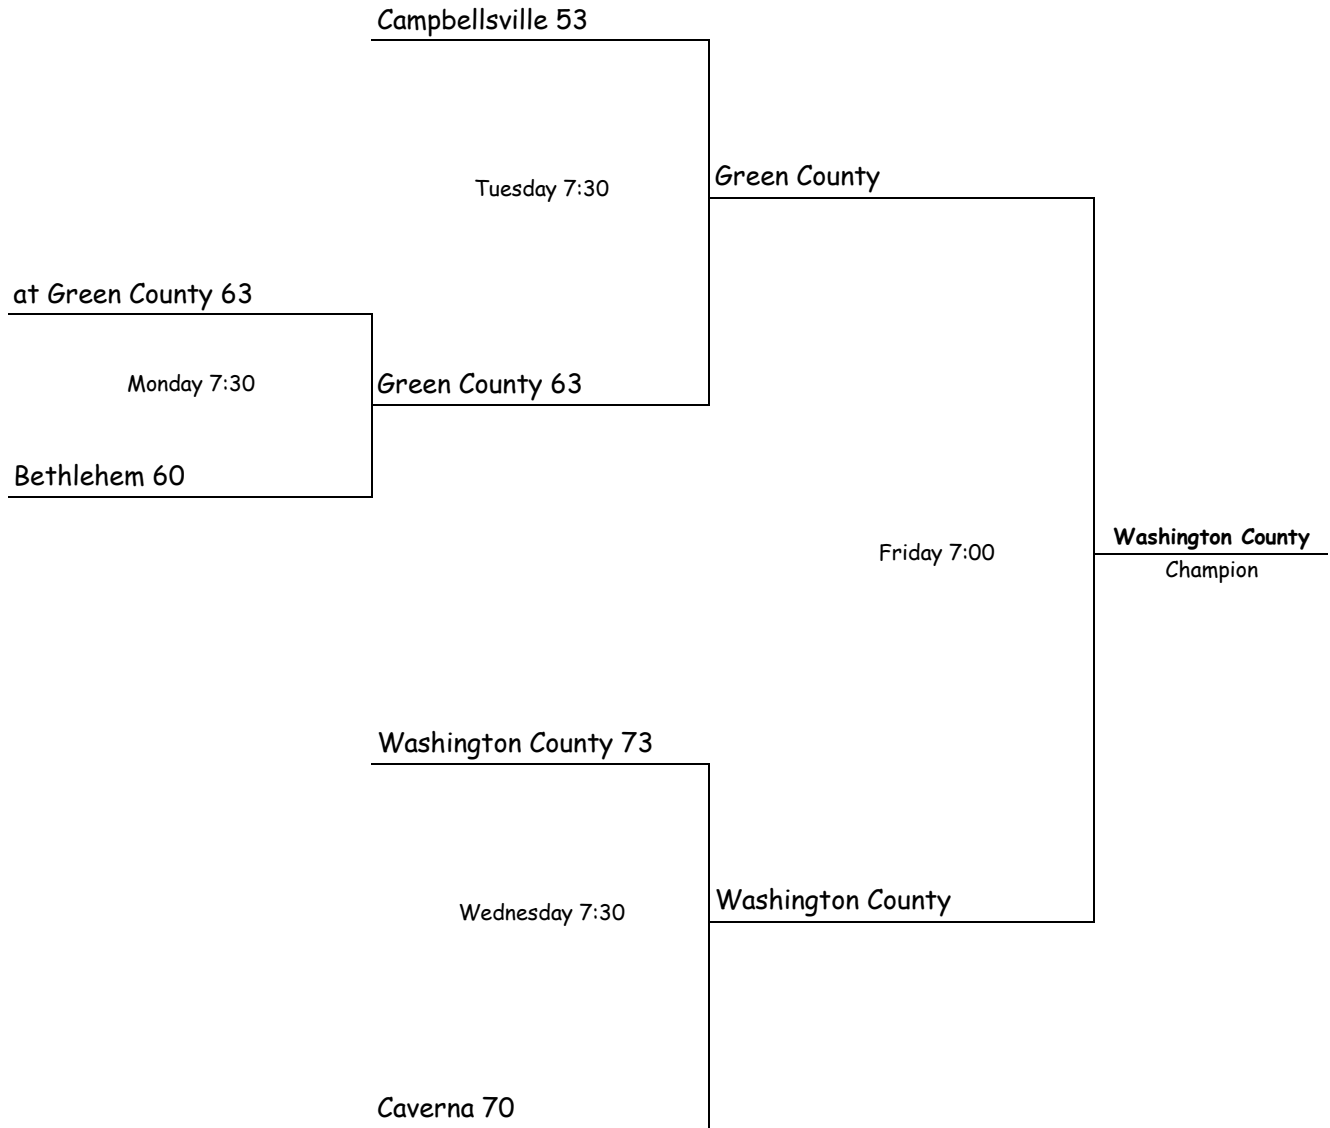 Campbellsville 53
Tuesday 7:30
Green County
at Green County 63
Monday 7:30
Green County 63
Bethlehem 60
Friday 7:00
Washington County
Champion
Washington County 73
Wednesday 7:30
Washington County
Caverna 70